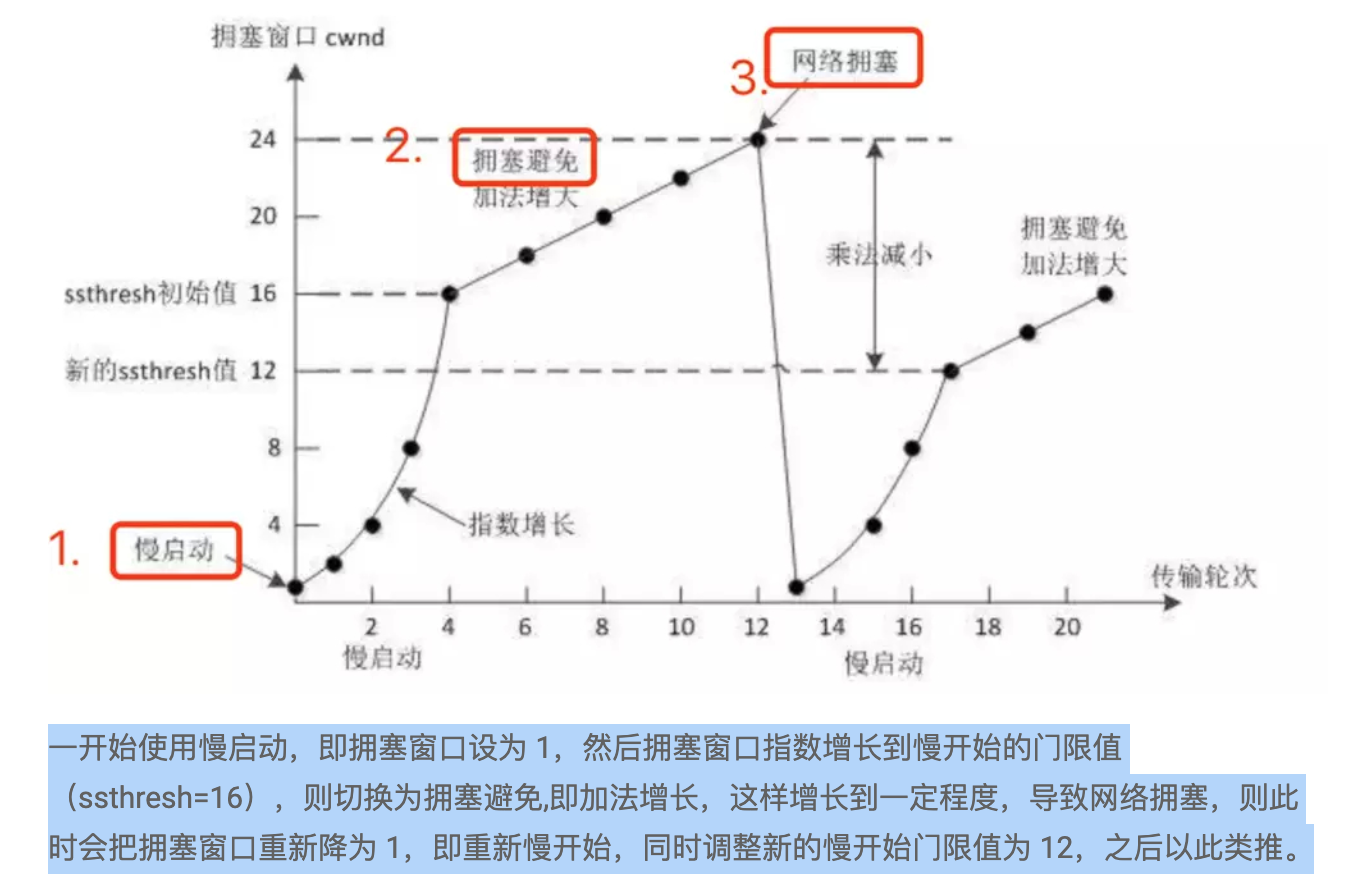 拥塞窗口 cwnd
3.
网络拥塞
24
2.
拥塞避免
加法增大
20
拥塞避免
加法增大
乘法减小
ssthresh初始值 16
新的ssthresh值 12
8
4
指数增长
1.
慢启动
传输轮次
2 4 6 8 10 12 14 16 18 20
慢启动 慢启动
一开始使用慢启动，即拥塞窗口设为 1，然后拥塞窗口指数增长到慢开始的门限值
（ssthresh=16），则切换为拥塞避免,即加法增长，这样增长到一定程度，导致网络拥塞，则此
时会把拥塞窗口重新降为 1，即重新慢开始，同时调整新的慢开始门限值为 12，之后以此类推。